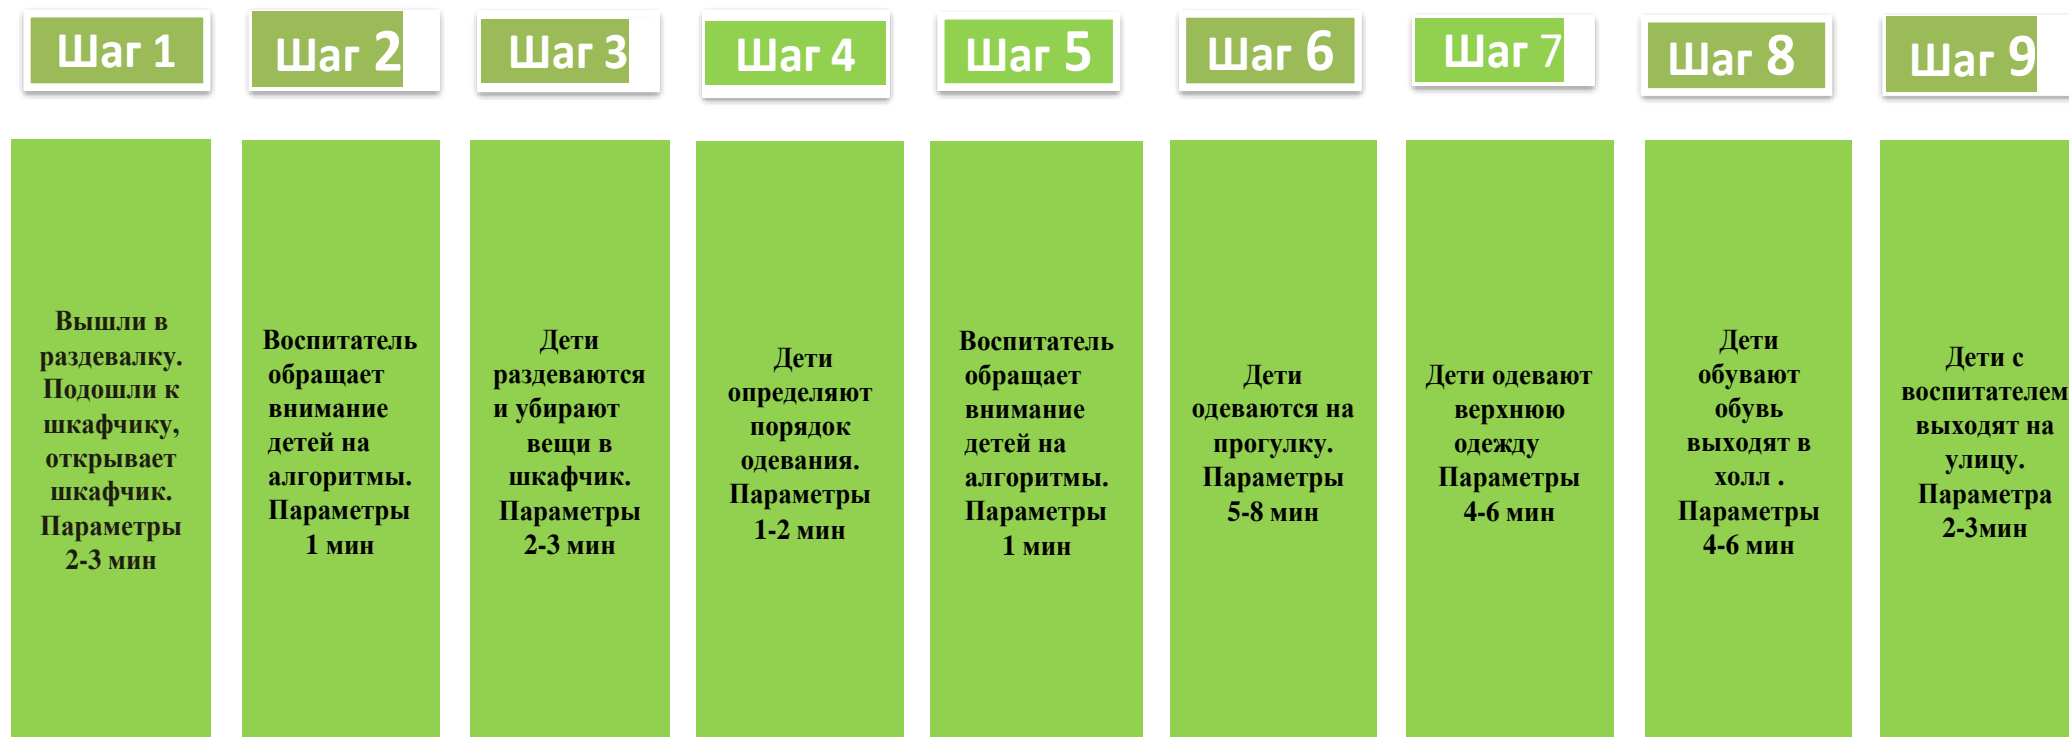 Шаг 1
Шаг 2
Шаг 3
Шаг 4
Шаг 5
Шаг 6
Шаг 7
Шаг 8
Шаг 9
Вышли в
раздевалку.
Подошли к
шкафчику,
открывает
шкафчик.
Параметры
2-3 мин
Воспитатель
обращает
внимание
детей на
алгоритмы.
Параметры
1 мин
Дети
раздеваются
и убирают
вещи в
шкафчик.
Параметры
2-3 мин
Дети
определяют
порядок
одевания.
Параметры
1-2 мин
Воспитатель
обращает
внимание
детей на
алгоритмы.
Параметры
1 мин
Дети
одеваются на
прогулку.
Параметры
5-8 мин
Дети одевают
верхнюю
одежду
Параметры
4-6 мин
Дети
обувают
обувь
выходят в
холл .
Параметры
4-6 мин
Дети с
воспитателем
выходят на
улицу.
Параметра
2-3мин